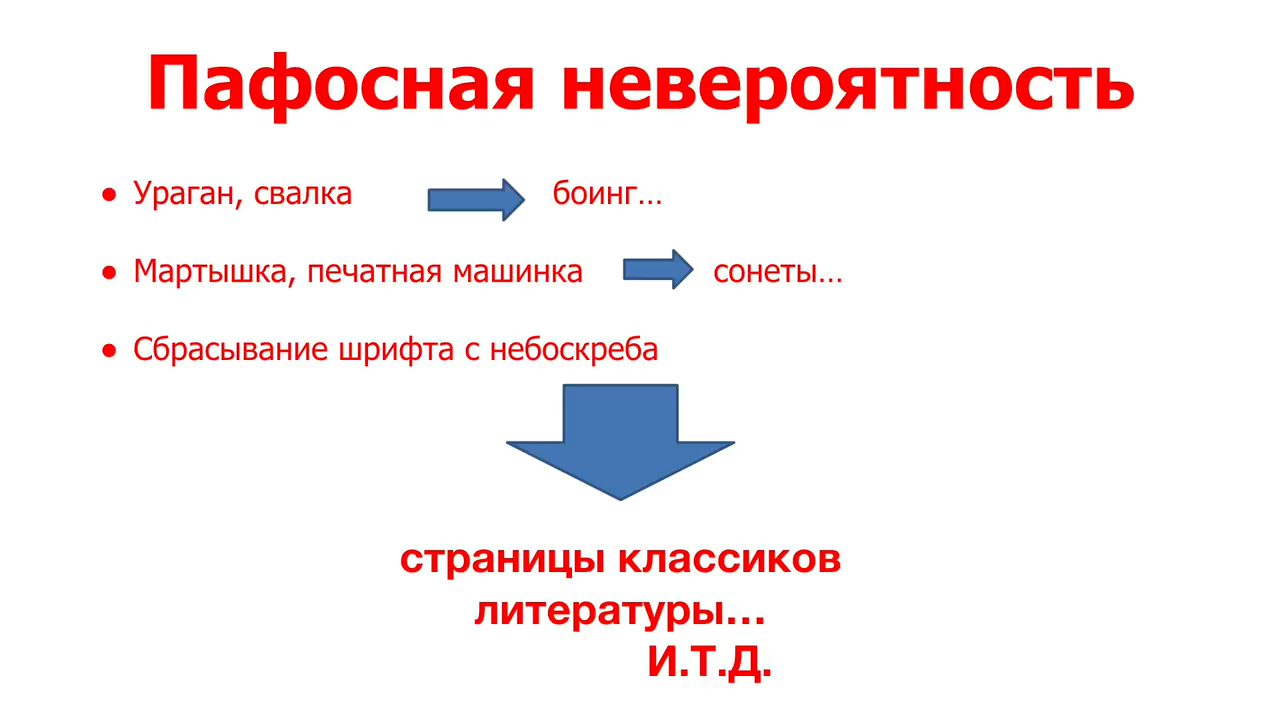 Пафосная невероятность
● Ураган, свалка боинг…
● Мартышка, печатная машинка сонеты…
● Сбрасывание шрифта с небоскреба
страницы классиков
литературы…
И.Т.Д.